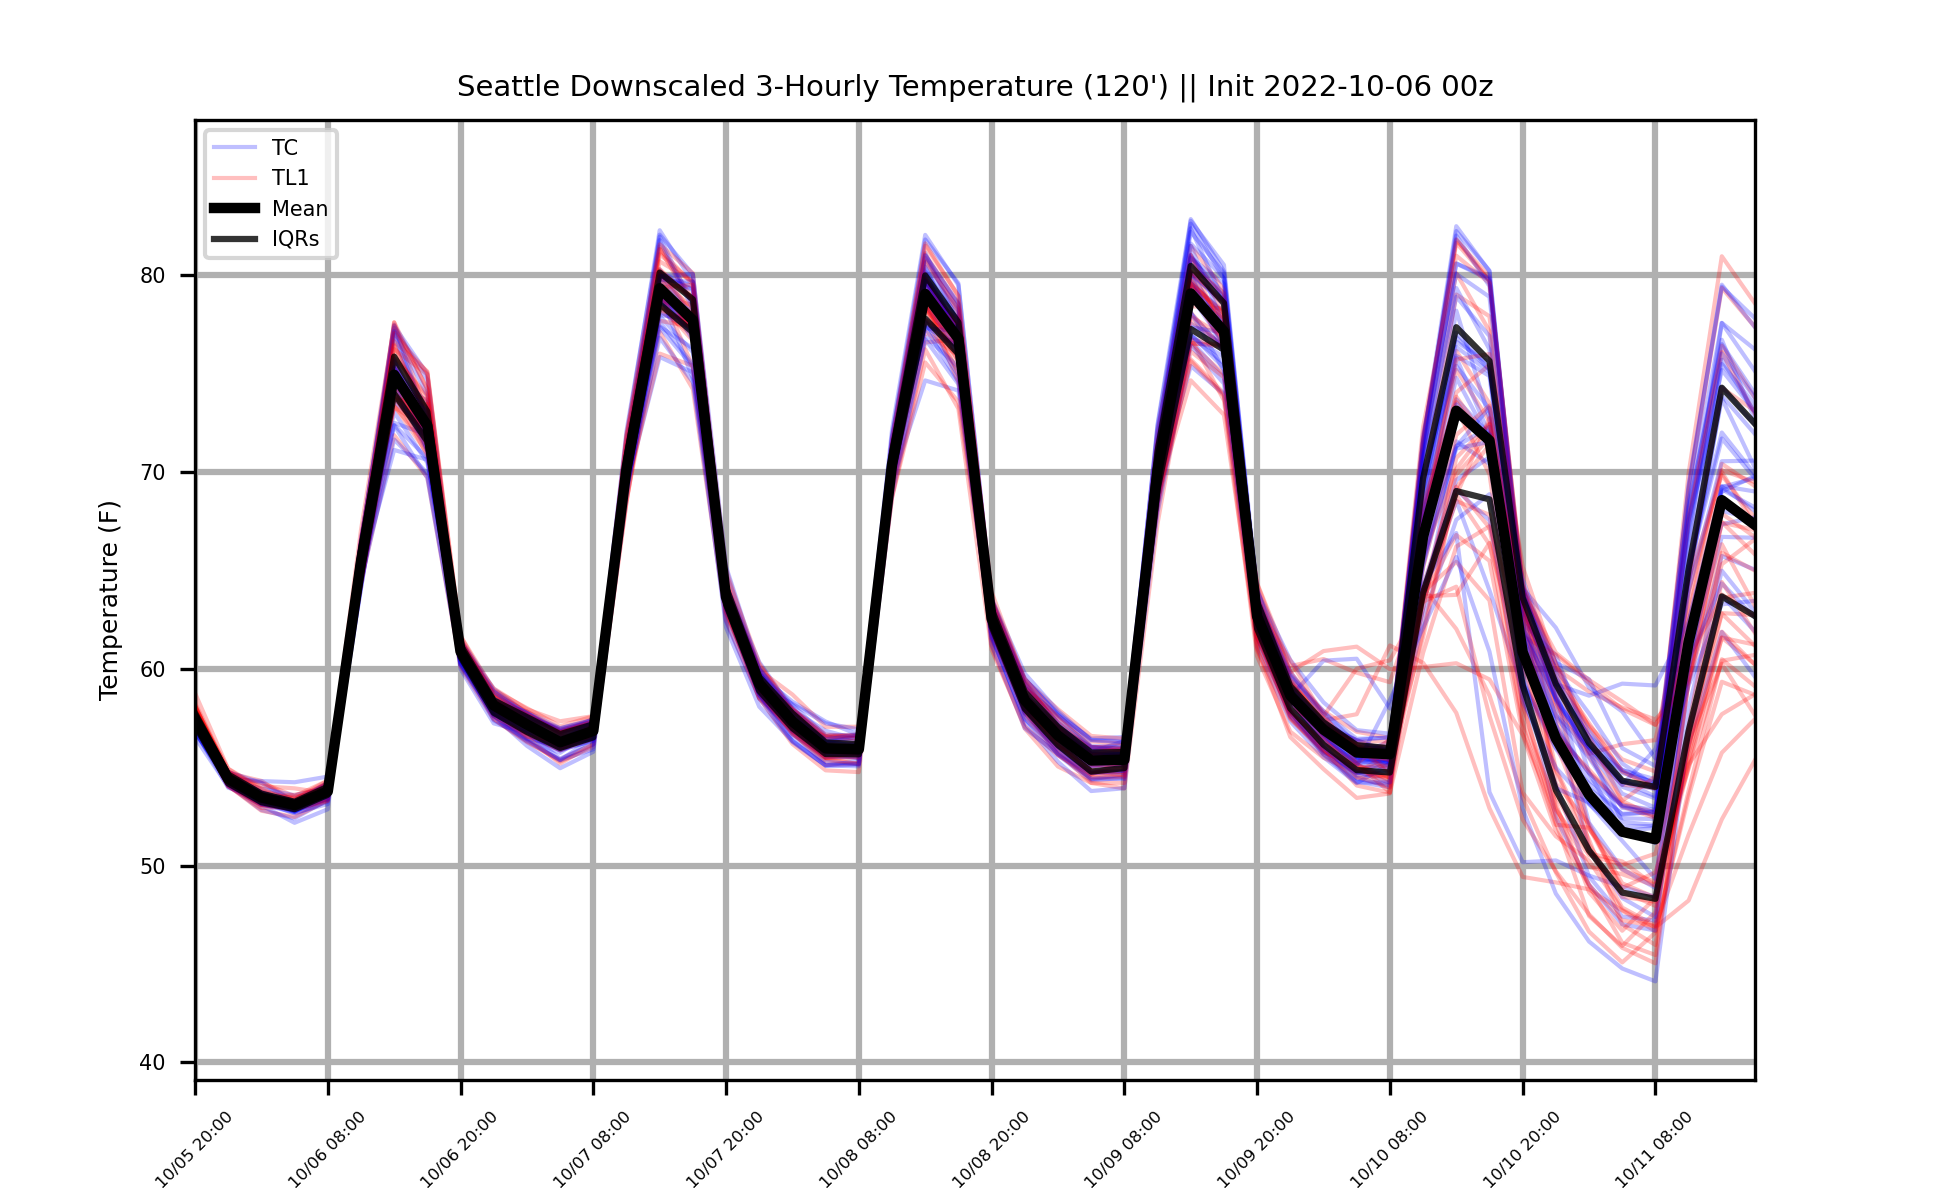 Seattle Downscaled 3-Hourly Temperature (120') || Init 2022-10-06 00z
TC
TL1
Mean
IQRs
Temperature (F)
80
70
60
50
40
10/05 20:00
10/06 08:00
10/06 20:00
10/07 08:00
10/07 20:00
10/08 08:00
10/08 20:00
10/09 08:00
10/09 20:00
10/10 08:00
10/10 20:00
10/11 08:00